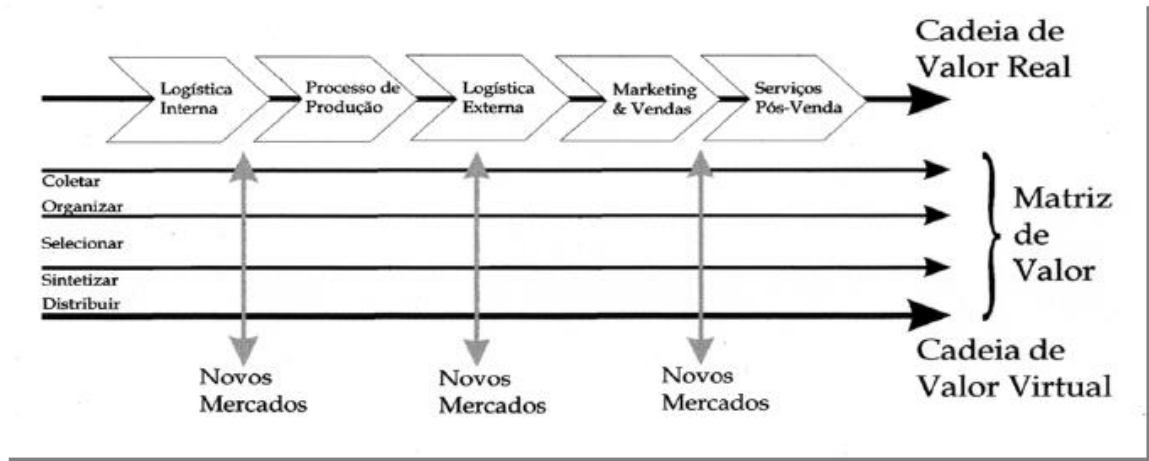 Cadeia de
Valor Real
Logística
Interna
Processo de
Produção
Logística
Externa
Marketing
& Vendas
Serviços
Pós-Venda
Coletar
Organizar
Selecionar
Sintetizar
Distribuir
Matriz
de
Valor
Novos
Mercados
Novos
Mercados
Novos
Mercados
Cadeia de
Valor Virtual